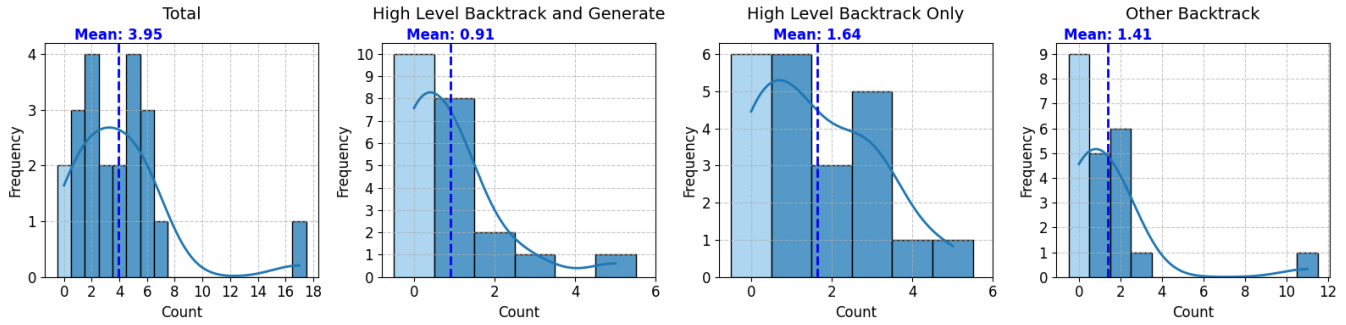 Total
Mean: 3.95
Frequency
4
3
2
1
0
0 2 4 6 8 10 12 14 16 18
Count
High Level Backtrack and Generate
Mean: 0.91
Frequency
10
9
8
7
6
5
4
3
2
1
0
0 2 4 6
Count
High Level Backtrack Only
Mean: 1.64
Frequency
6
5
4
3
2
1
0
0 2 4 6
Count
Other Backtrack
Mean: 1.41
Frequency
9
8
7
6
5
4
3
2
1
0
0 2 4 6 8 10 12
Count